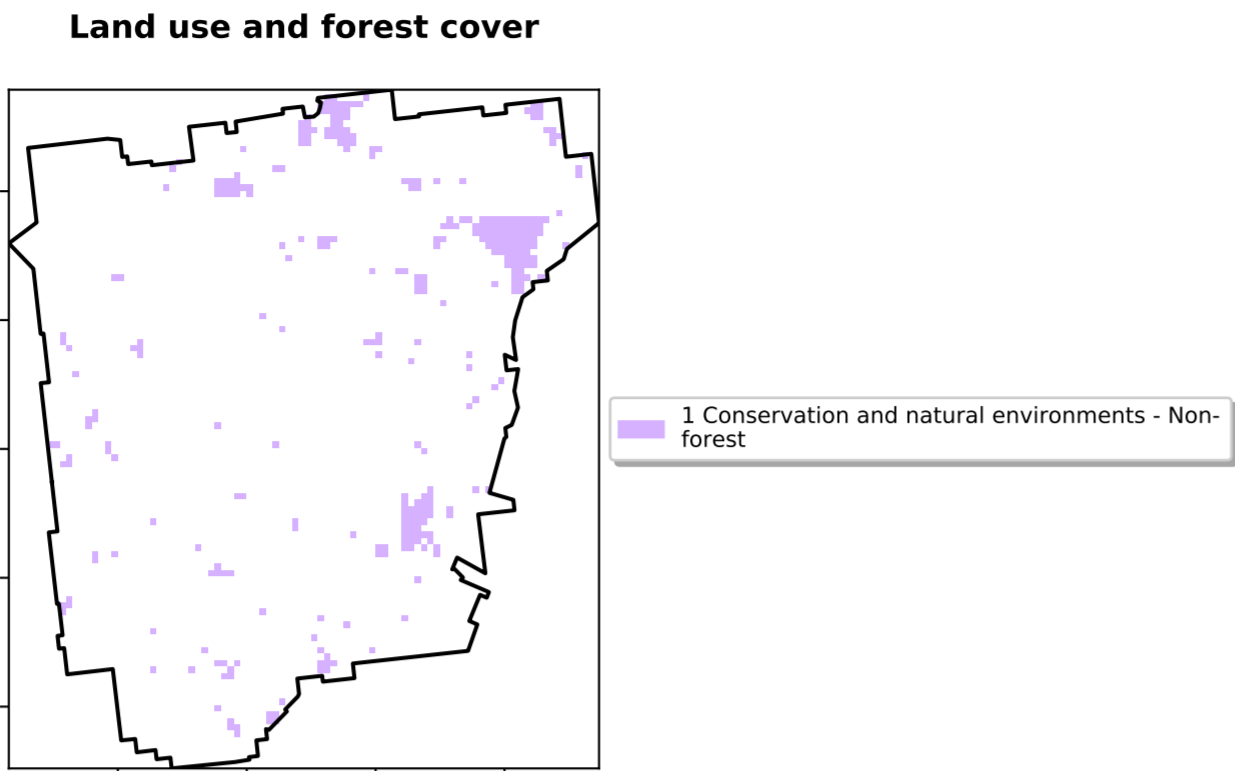 Land use and forest cover
1 Conservation and natural environments - Non-
forest